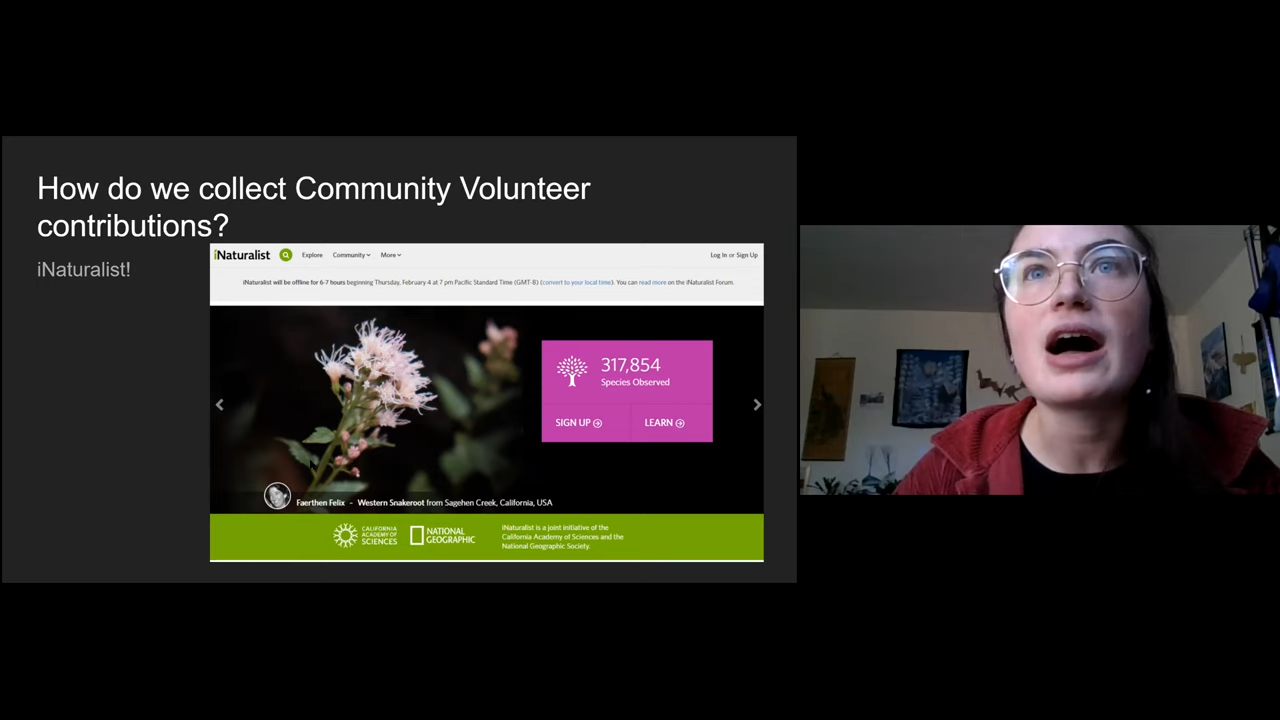 How do we collect Community Volunteer
contributions?
iNaturalist!
iNaturalist Explore Community More Log In or Sign Up
iNaturalist will be offline for 6-7 hours beginning Thursday, February 4 at 7 pm Pacific Standard Time (GMT-8) (convert to your local time). You can read more on the iNaturalist Forum.
317,854
Species Observed
SIGN UP LEARN
Faerthen Felix - Western Snakeroot from Sagehen Creek, California, USA
CALIFORNIA
ACADEMY OF
SCIENCES
NATIONAL
GEOGRAPHIC
iNaturalist is a joint initiative of the
California Academy of Sciences and the
National Geographic Society.